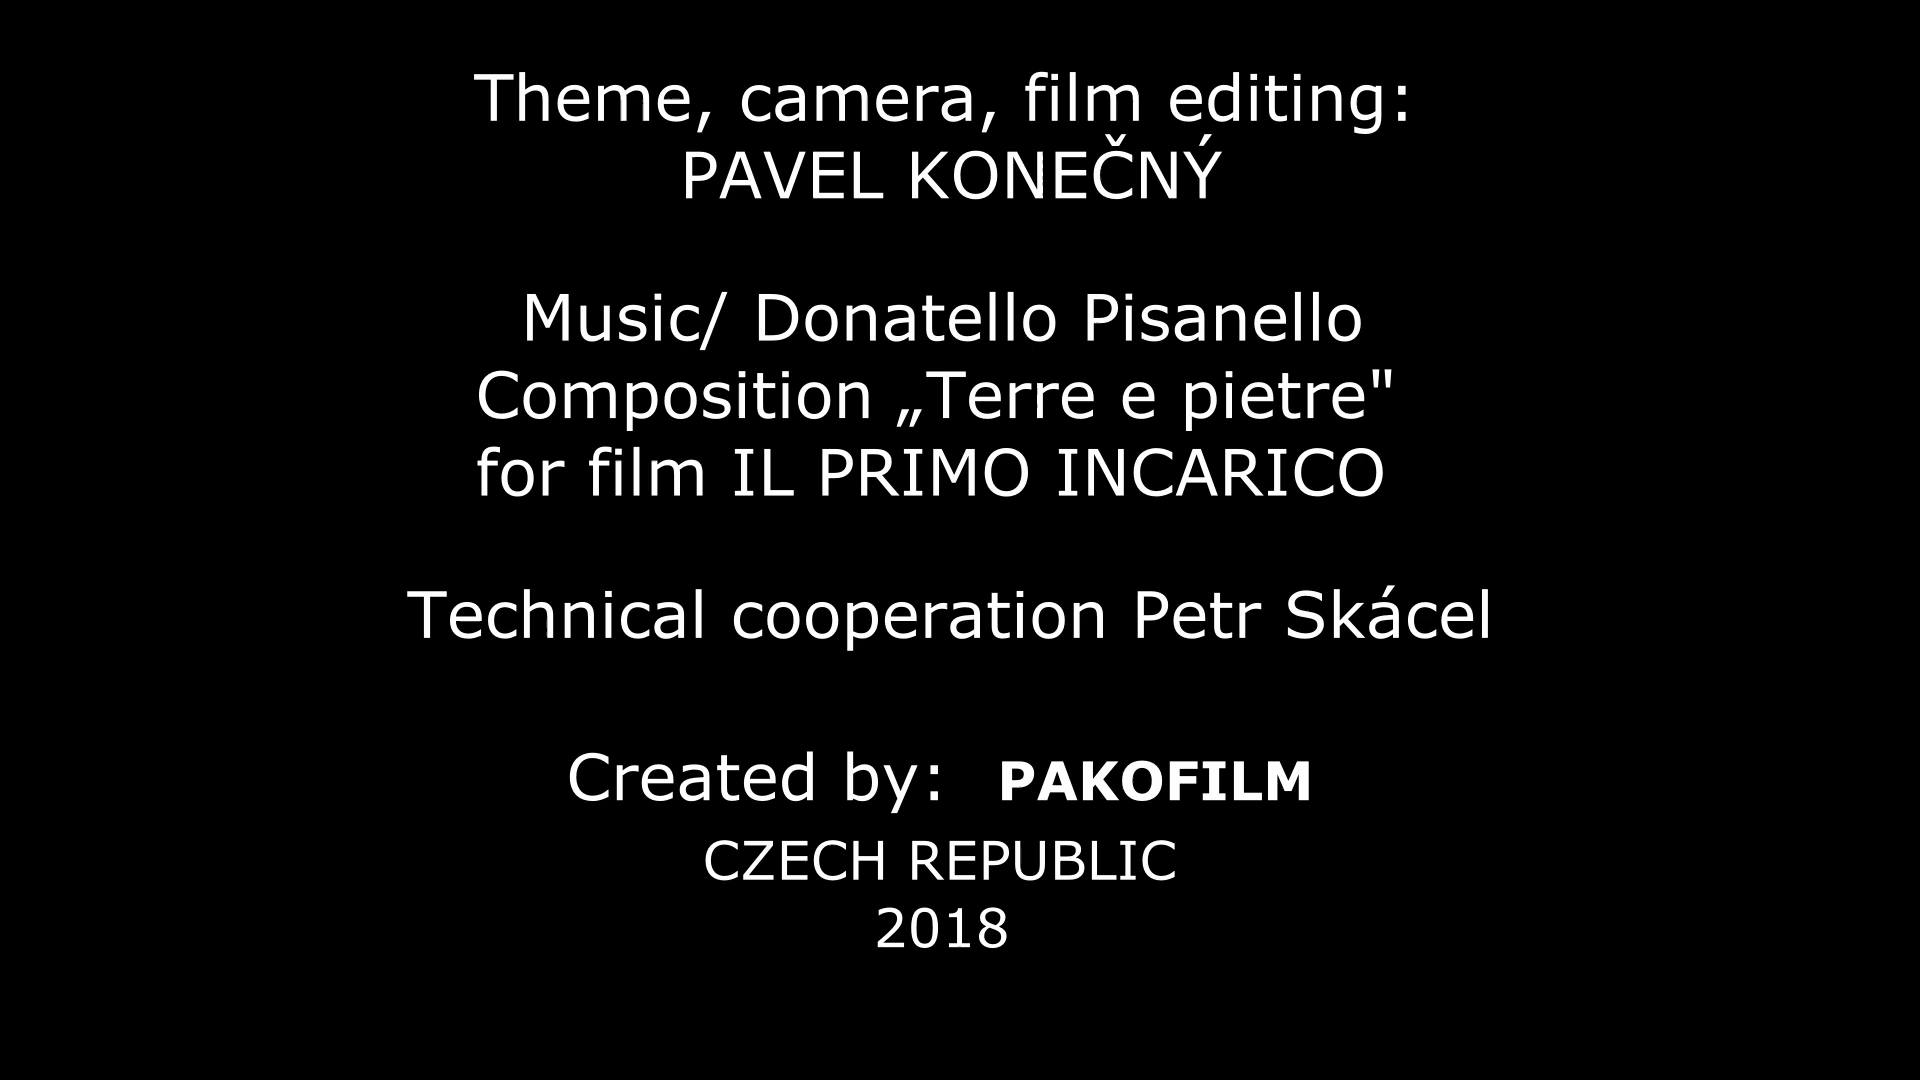 Theme, camera, film editing:
PAVEL KONEČNÝ
Music/ Donatello Pisanello
Composition „Terre e pietre"
for film IL PRIMO INCARICO
Technical cooperation Petr Skácel
Created by: PAKOFILM
CZECH REPUBLIC
2018